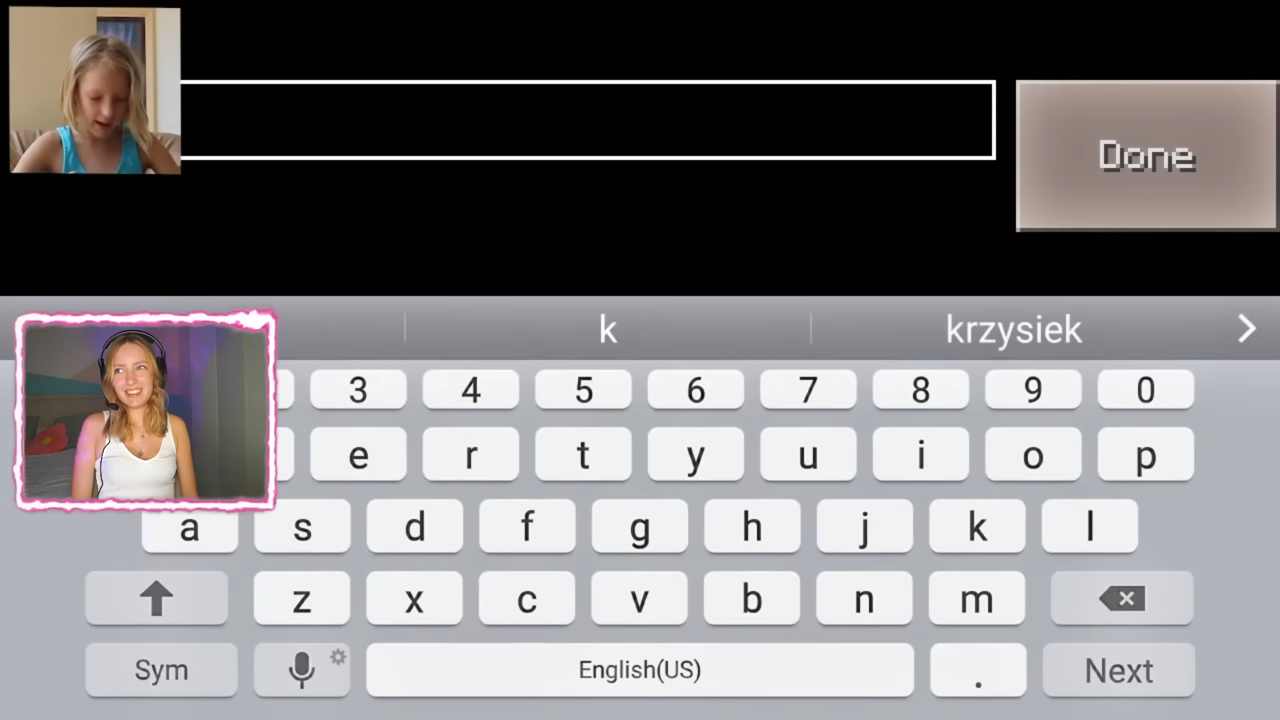 Done
k krzysiek
3 4 5 6 7 8 9 0
e r t y u i o p
a s d f g h j k l
z x c v b n m
Sym English(US) . Next